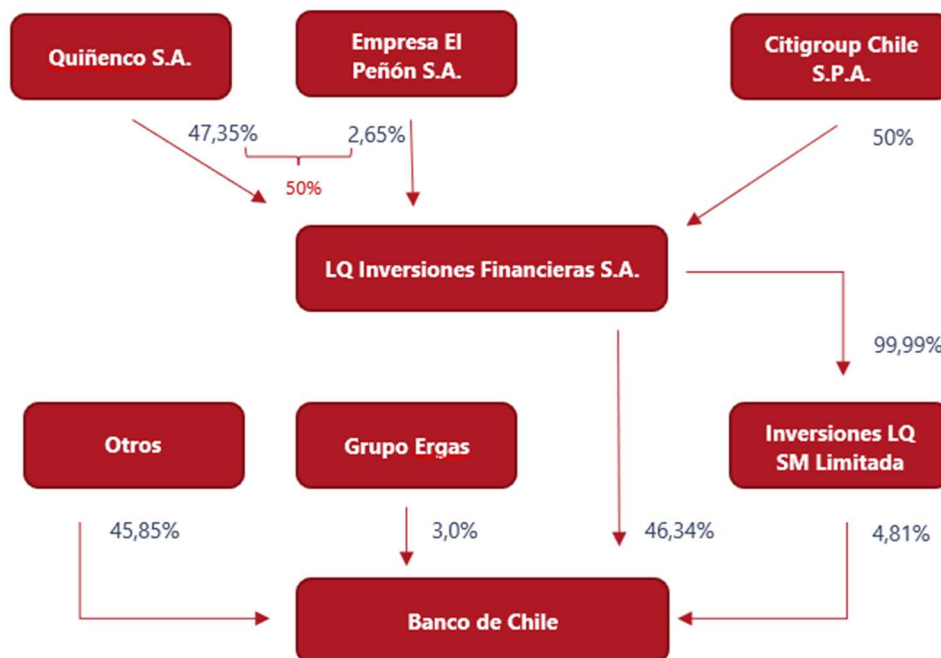 Quiñenco S.A.
Empresa El
Peñón S.A.
Citigroup Chile
S.P.A.
47,35%
2,65%
50%
50%
LQ Inversiones Financieras S.A.
99,99%
Otros
Grupo Ergas
Inversiones LQ
SM Limitada
45,85%
3,0%
46,34%
4,81%
Banco de Chile